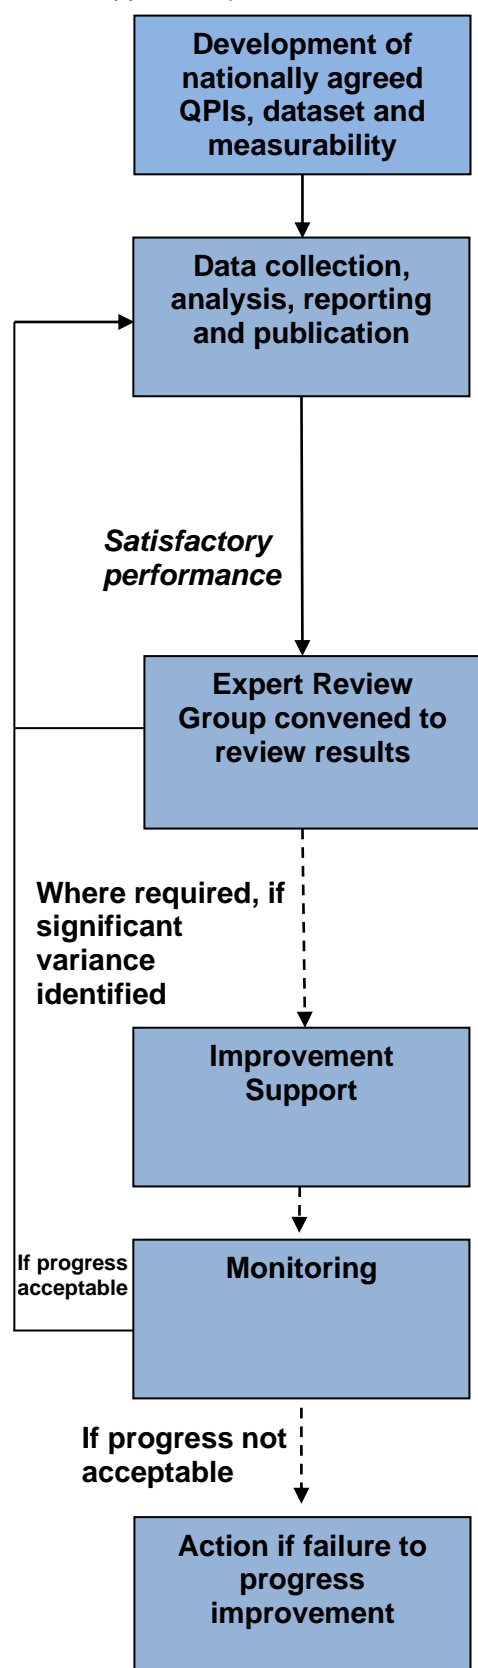 Development of
nationally agreed
QPIs, dataset and
measurability
Data collection,
analysis, reporting
and publication
Satisfactory
performance
Expert Review
Group convened to
review results
Where required, if
significant
variance
identified
Improvement
Support
If progress
acceptable
Monitoring
If progress not
acceptable
Action if failure to
progress
improvement